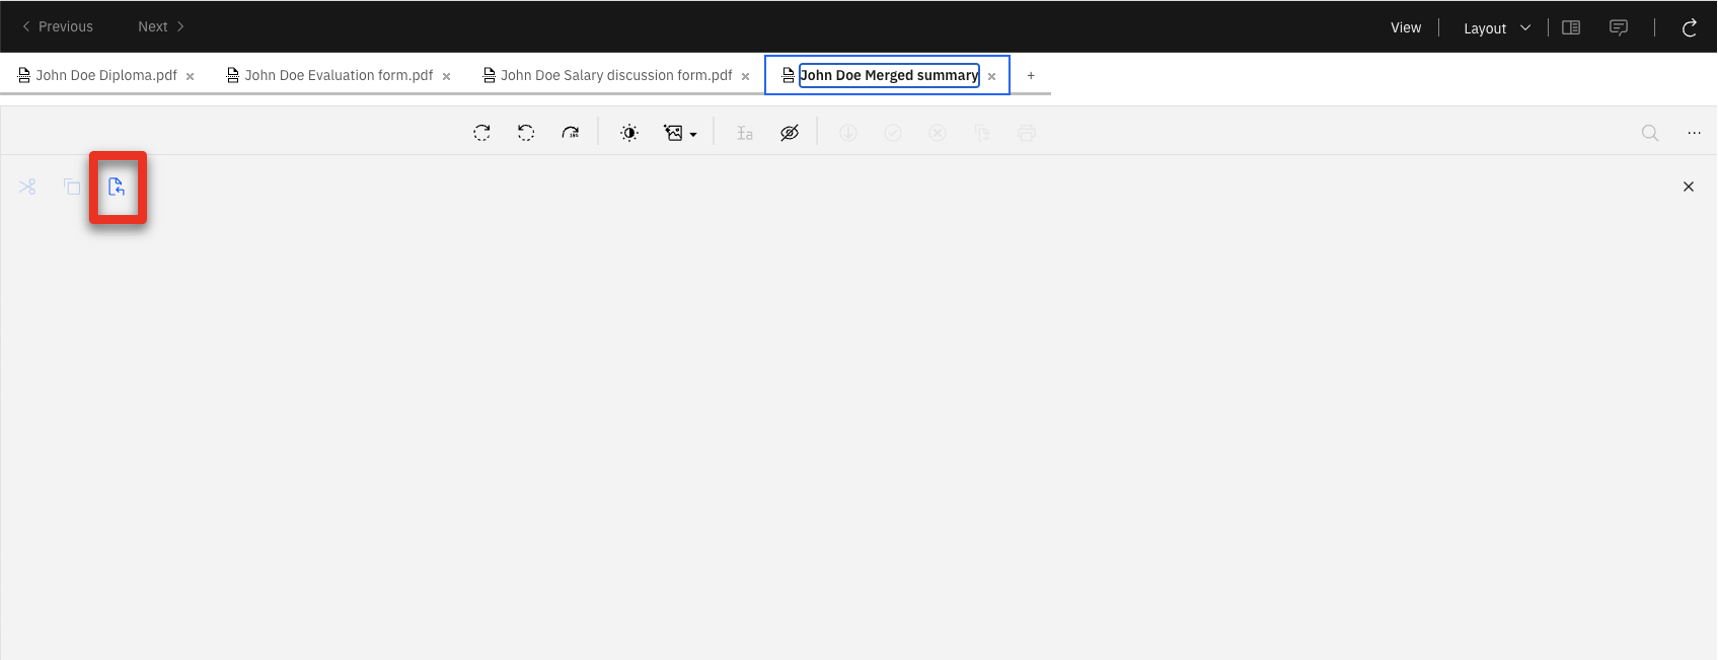 Previous Next View Layout
John Doe Diploma.pdf John Doe Evaluation form.pdf John Doe Salary discussion form.pdf John Doe Merged summary +